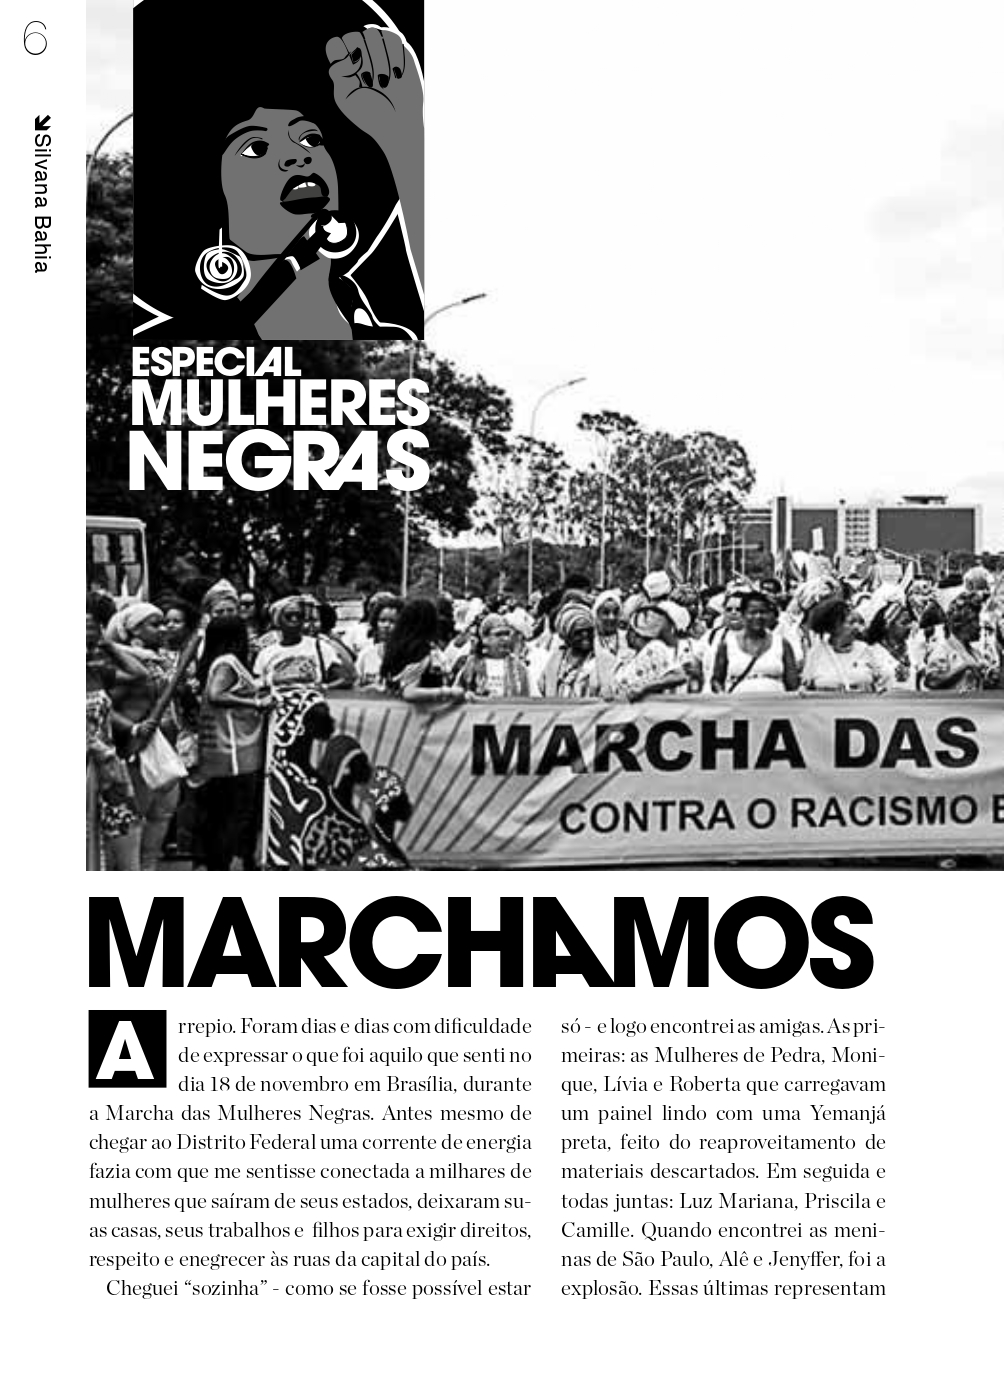 6
Silvana Bahia
ESPECIAL
MULHERES
NEGRAS
MARCHA DAS
CONTRA O RACISMO E
MARCHAMOS
Arrepio. Foram dias e dias com dificuldade
de expressar o que foi aquilo que senti no
dia 18 de novembro em Brasília, durante
a Marcha das Mulheres Negras. Antes mesmo de
chegar ao Distrito Federal uma corrente de energia
fazia com que me sentisse conectada a milhares de
mulheres que saíram de seus estados, deixaram su-
as casas, seus trabalhos e filhos para exigir direitos,
respeito e enegrecer às ruas da capital do país.
Cheguei “sozinha” - como se fosse possível estar
só - e logo encontrei as amigas. As pri-
meiras: as Mulheres de Pedra, Moni-
que, Lívia e Roberta que carregavam
um painel lindo com uma Yemanjá
preta, feito do reaproveitamento de
materiais descartados. Em seguida e
todas juntas: Luz Mariana, Priscila e
Camille. Quando encontrei as meni-
nas de São Paulo, Alê e Jenyffer, foi a
explosão. Essas últimas representam